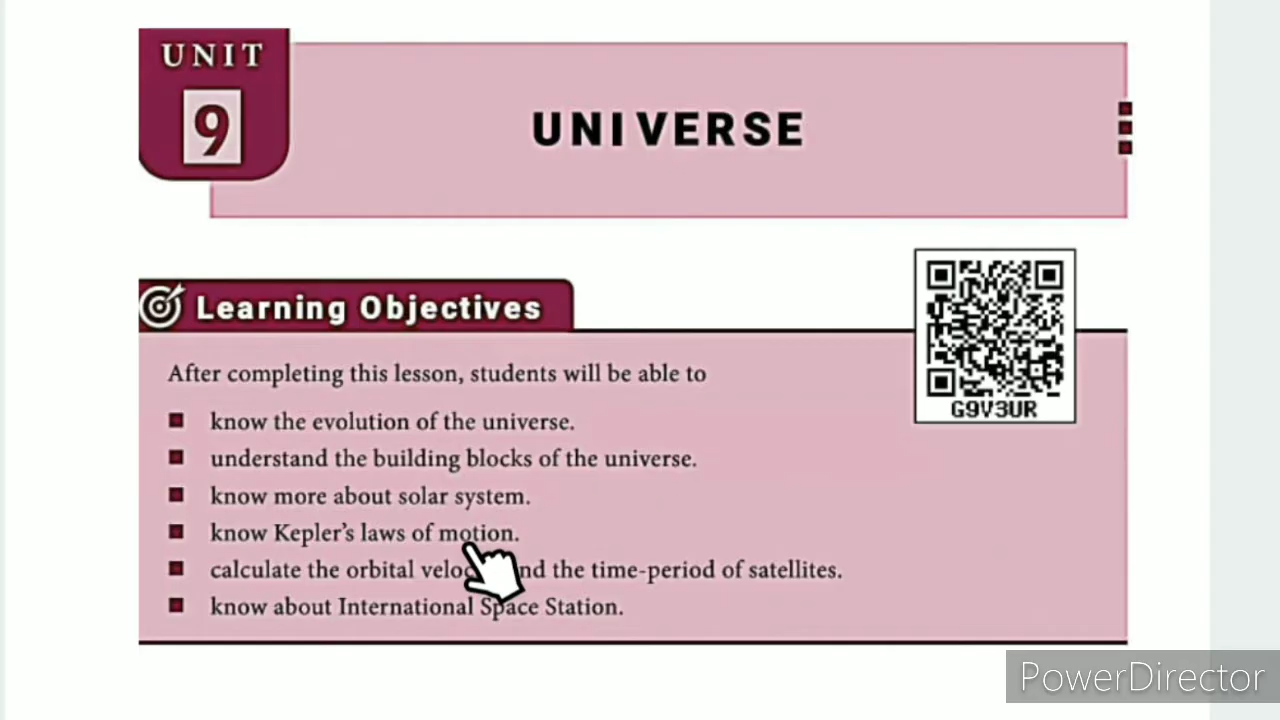 UNIT
9
UNIVERSE
Learning Objectives
G9V3UR
After completing this lesson, students will be able to
know the evolution of the universe.
understand the building blocks of the universe.
know more about solar system.
know Kepler's laws of motion.
calculate the orbital the time-period of satellites.
know about International Space Station.
PowerDirector